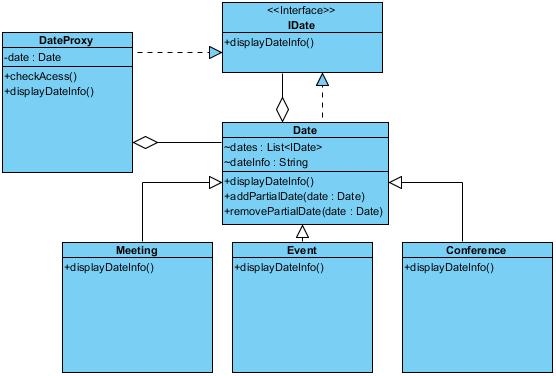 <<Interface>>
IDate
+displayDateInfo()
DateProxy
-date : Date
+checkAcess()
+displayDateInfo()
Date
~dates : List<IDate>
~dateInfo : String
+displayDateInfo()
+addPartialDate(date : Date)
+removePartialDate(date : Date)
Meeting
+displayDateInfo()
Event
+displayDateInfo()
Conference
+displayDateInfo()